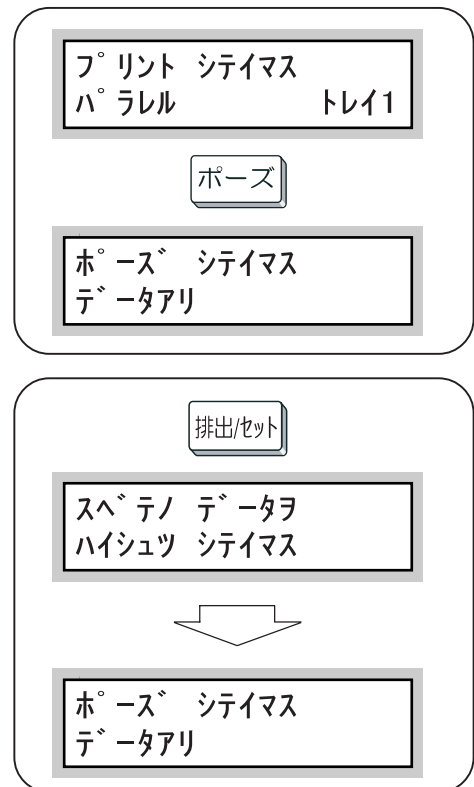 プリント シテイマス
パラレル トレイ1
ポーズ
ポーズ シテイマス
データアリ
排出/セット
スベテノ データヲ
ハイシュツ シテイマス
ポーズ シテイマス
データアリ